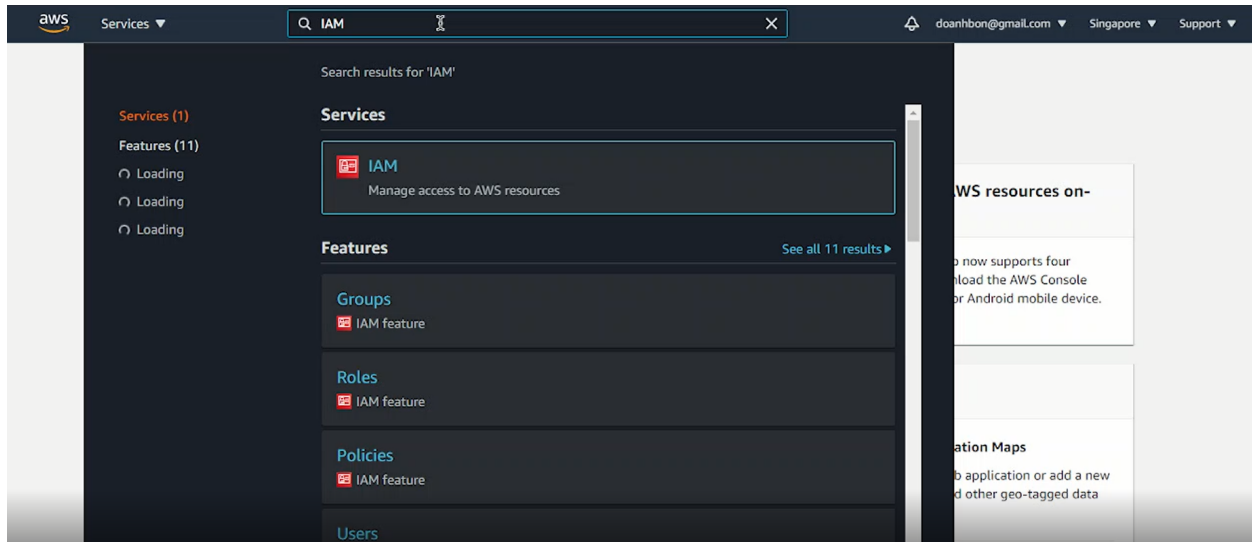 aws Services IAM doanhbon@gmail.com Singapore Support
Search results for 'IAM'
Services (1)
Features (11)
Loading
Loading
Loading
Services
IAM
Manage access to AWS resources
Features See all 11 results
Groups
IAM feature
Roles
IAM feature
Policies
IAM feature
Users
WS resources on-
now supports four
nload the AWS Console
or Android mobile device.
ation Maps
b application or add a new
d other geo-tagged data